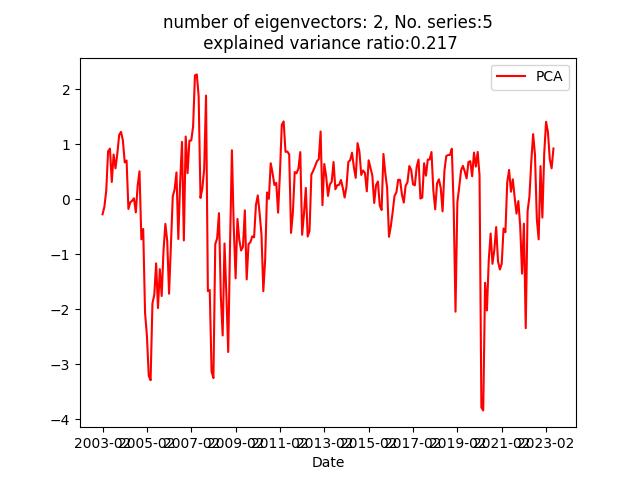 number of eigenvectors: 2, No. series:5
explained variance ratio:0.217
PCA
2
1
0
−1
−2
−3
−4
2003-02 2005-02 2007-02 2009-02 2011-02 2013-02 2015-02 2017-02 2019-02 2021-02 2023-02
Date